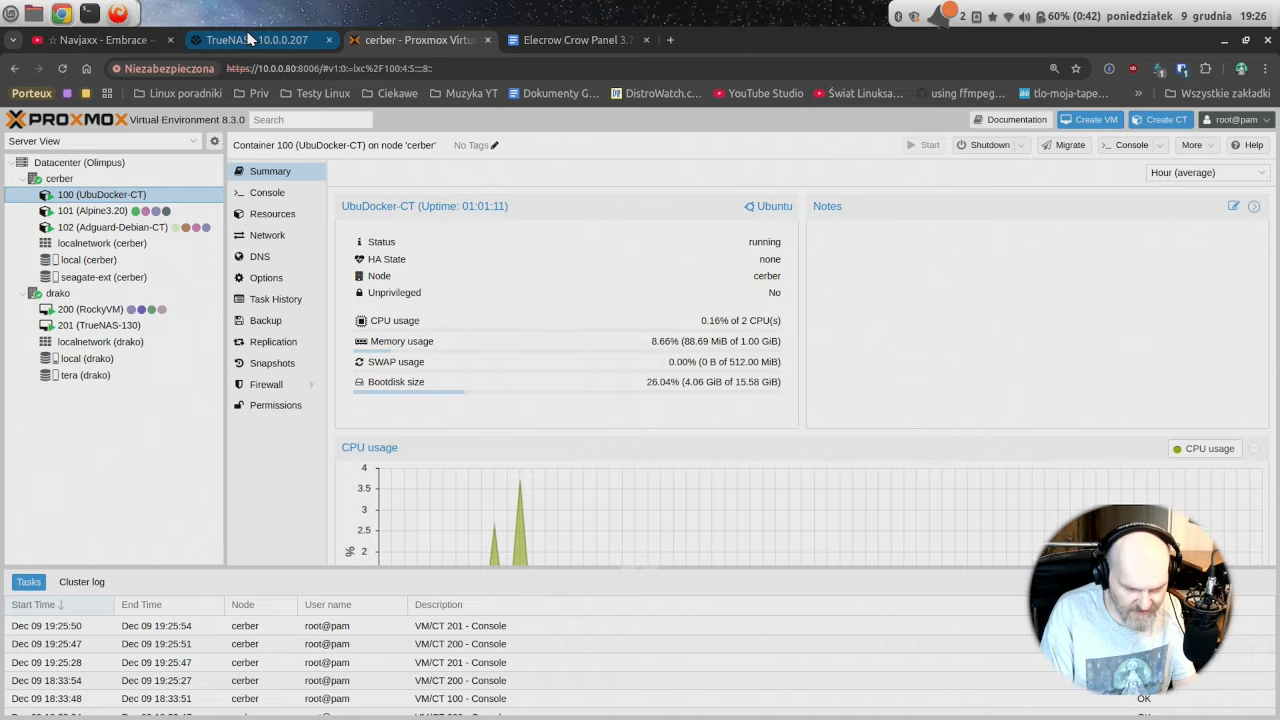 2 60% (0:42) poniedziałek 9 grudnia 19:26
Navjaxx - Embrace
TrueNAS 10.0.0.207
cerber - Proxmox Virtu
Elecrow Crow Panel 3.7
Niezabezpieczona https://10.0.0.80:8006/#v1:0:=lxc%2F100:4:5::::8::
Porteux
Linux poradniki
Priv
Testy Linux
Ciekawe
Muzyka YT
Dokumenty G...
DistroWatch.c...
YouTube Studio
Świat Linuksa...
using ffmpeg...
tlo-moja-tape...
»
Wszystkie zakładki
PROXMOX Virtual Environment 8.3.0 Search Documentation Create VM Create CT root@pam
Server View
Container 100 (UbuDocker-CT) on node 'cerber' No Tags Start Shutdown Migrate Console More Help
Datacenter (Olimpus)
cerber
100 (UbuDocker-CT)
101 (Alpine3.20)
102 (Adguard-Debian-CT)
localnetwork (cerber)
local (cerber)
seagate-ext (cerber)
drako
200 (RockyVM)
201 (TrueNAS-130)
localnetwork (drako)
local (drako)
tera (drako)
Summary
Console
Resources
Network
DNS
Options
Task History
Backup
Replication
Snapshots
Firewall
Permissions
Hour (average)
UbuDocker-CT (Uptime: 01:01:11) Ubuntu
Status running
HA State none
Node cerber
Unprivileged No
CPU usage 0.16% of 2 CPU(s)
Memory usage 8.66% (88.69 MiB of 1.00 GiB)
SWAP usage 0.00% (0 B of 512.00 MiB)
Bootdisk size 26.04% (4.06 GiB of 15.58 GiB)
Notes
CPU usage
CPU usage
4
3.5
3
2.5
2
%
Tasks Cluster log
Start Time End Time Node User name Description
Dec 09 19:25:50 Dec 09 19:25:54 cerber root@pam VM/CT 201 - Console
Dec 09 19:25:47 Dec 09 19:25:51 cerber root@pam VM/CT 200 - Console
Dec 09 19:25:28 Dec 09 19:25:47 cerber root@pam VM/CT 201 - Console
Dec 09 18:33:54 Dec 09 19:25:27 cerber root@pam VM/CT 200 - Console
Dec 09 18:33:48 Dec 09 18:33:51 cerber root@pam VM/CT 100 - Console OK